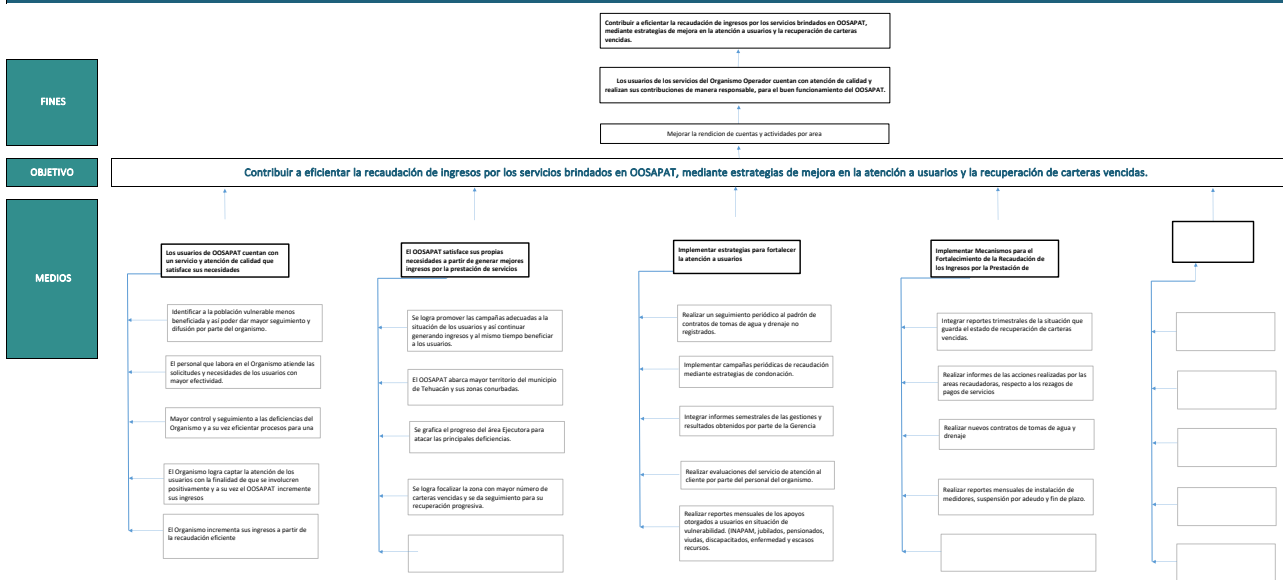 Contribuir a eficientar la recaudación de ingresos por los servicios brindados en OOSAPAT,
mediante estrategias de mejora en la atención a usuarios y la recuperación de carteras
vencidas.
FINES
Los usuarios de los servicios del Organismo Operador cuentan con atención de calidad y
realizan sus contribuciones de manera responsable, para el buen funcionamiento del OOSAPAT.
Mejorar la rendicion de cuentas y actividades por area
OBJETIVO
Contribuir a eficientar la recaudación de ingresos por los servicios brindados en OOSAPAT, mediante estrategias de mejora en la atención a usuarios y la recuperación de carteras vencidas.
MEDIOS
Los usuarios de OOSAPAT cuentan con
un servicio y atención de calidad que
satisface sus necesidades
Identificar a la población vulnerable menos
beneficiada y así poder dar mayor seguimiento y
difusión por parte del organismo.
El personal que labora en el Organismo atiende las
solicitudes y necesidades de los usuarios con
mayor efectividad.
Mayor control y seguimiento a las deficiencias del
Organismo y a su vez eficientar procesos para una
El Organismo logra captar la atención de los
usuarios con la finalidad de que se involucren
positivamente y a su vez el OOSAPAT incremente
sus ingresos
El Organismo incrementa sus ingresos a partir de
la recaudación eficiente
El OOSAPAT satisface sus propias
necesidades a partir de generar mejores
ingresos por la prestación de servicios
Se logra promover las campañas adecuadas a la
situación de los usuarios y así continuar
generando ingresos y al mismo tiempo beneficiar
a los usuarios.
El OOSAPAT abarca mayor territorio del municipio
de Tehuacán y sus zonas conurbadas.
Se grafica el progreso del área Ejecutora para
atacar las principales deficiencias.
Se logra focalizar la zona con mayor número de
carteras vencidas y se da seguimiento para su
recuperación progresiva.
Implementar estrategias para fortalecer
la atención a usuarios
Realizar un seguimiento periódico al padrón de
contratos de tomas de agua y drenaje no
registrados.
Implementar campañas periódicas de recaudación
mediante estrategias de condonación.
Integrar informes semestrales de las gestiones y
resultados obtenidos por parte de la Gerencia
Realizar evaluaciones del servicio de atención al
cliente por parte del personal del organismo.
Realizar reportes mensuales de los apoyos
otorgados a usuarios en situación de
vulnerabilidad. (INAPAM, jubilados, pensionados,
viudas, discapacitados, enfermedad y escasos
recursos.
Implementar Mecanismos para el
Fortalecimiento de la Recaudación de
los Ingresos por la Prestación de
Integrar reportes trimestrales de la situación que
guarda el estado de recuperación de carteras
vencidas.
Realizar informes de las acciones realizadas por las
areas recaudadoras, respecto a los rezagos de
pagos de servicios
Realizar nuevos contratos de tomas de agua y
drenaje
Realizar reportes mensuales de instalación de
medidores, suspensión por adeudo y fin de plazo.